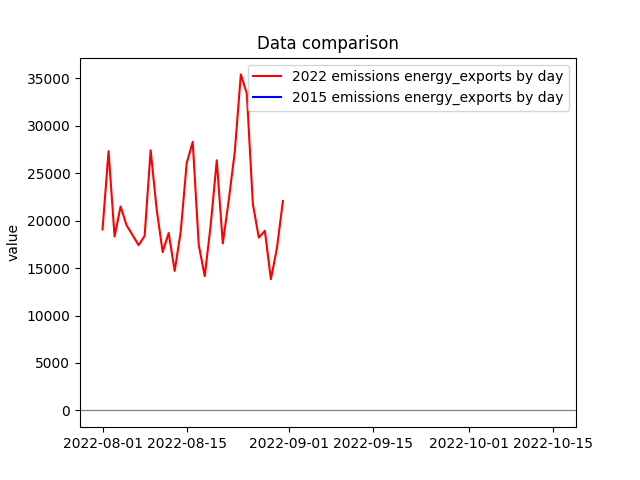 Data comparison
2022 emissions energy_exports by day
2015 emissions energy_exports by day
35000
30000
25000
20000
15000
10000
5000
0
value
2022-08-01 2022-08-15 2022-09-01 2022-09-15 2022-10-01 2022-10-15